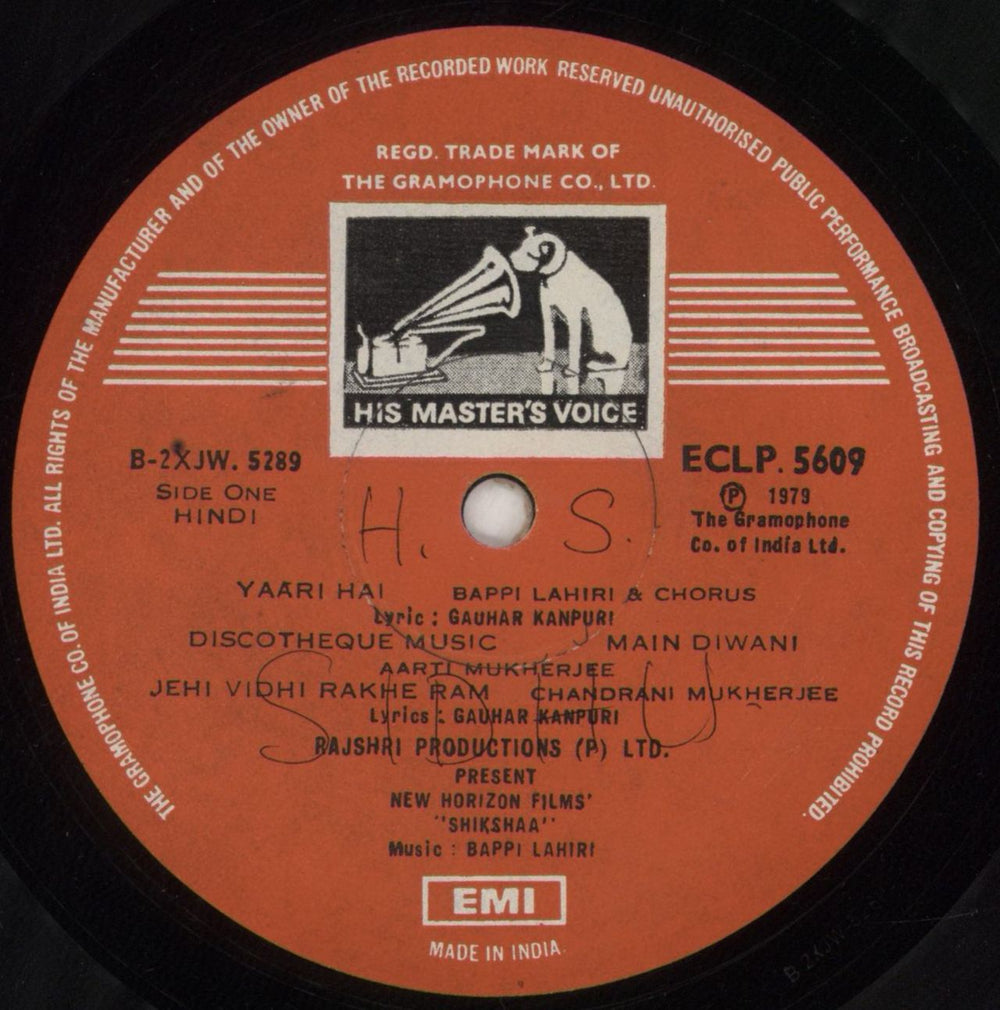 THE GRAMOPHONE CO. OF INDIA LTD. ALL RIGHTS OF THE MANUFACTURER AND OF THE OWNER OF THE RECORDED WORK RESERVED UNAUTHORISED PUBLIC PERFORMANCE BROADCASTING AND COPYING OF THIS RECORD PROHIBITED.
REGD. TRADE MARK OF
THE GRAMOPHONE CO., LTD.
HIS MASTER'S VOICE
B-2XJW. 5289
SIDE ONE
HINDI
ECLP. 5609
Ⓟ 1979
The Gramophone
Co. of India Ltd.
H. S.
YAARI HAI BAPPI LAHIRI & CHORUS
Lyric : GAUHAR KANPURI
DISCOTHEQUE MUSIC MAIN DIWANI
AARTI MUKHERJEE
JEHI VIDHI RAKHE RAM CHANDRANI MUKHERJEE
Lyrics : GAUHAR KANPURI
SIDHU
RAJSHRI PRODUCTIONS (P) LTD.
PRESENT
NEW HORIZON FILMS'
"SHIKSHAA"
Music : BAPPI LAHIRI
EMI
MADE IN INDIA.